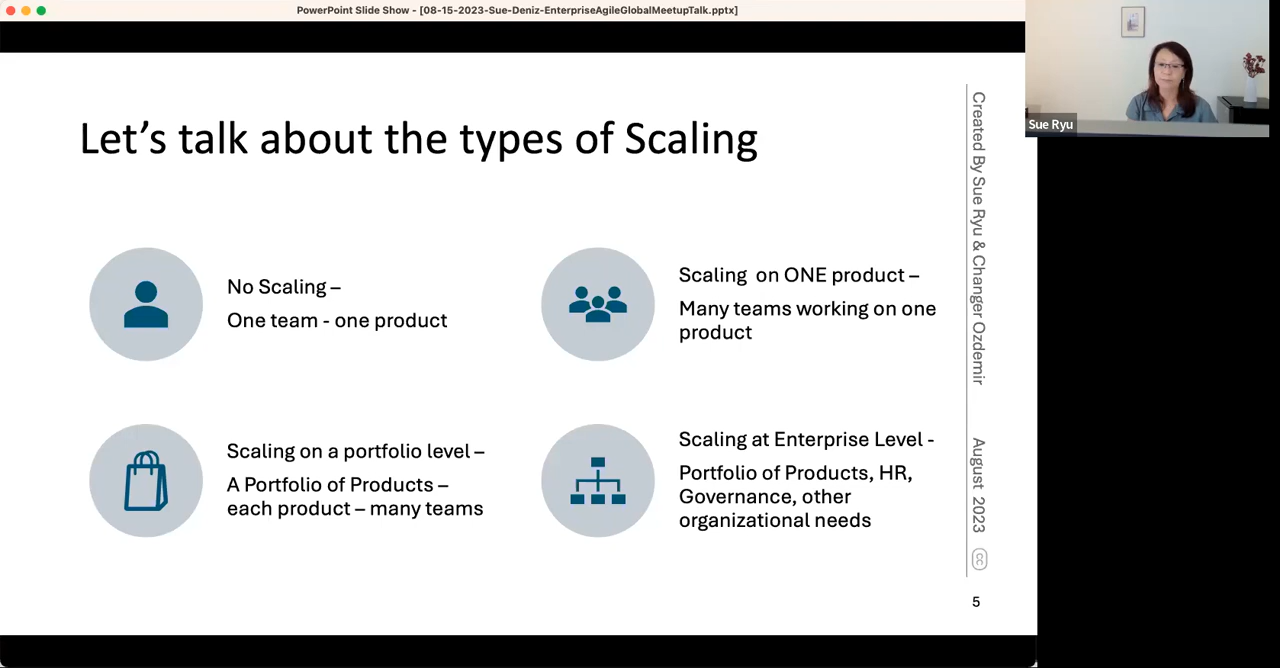 PowerPoint Slide Show - [08-15-2023-Sue-Deniz-EnterpriseAgileGlobalMeetupTalk.pptx]
Sue Ryu
Let’s talk about the types of Scaling
No Scaling –
One team - one product
Scaling  on ONE product –
Many teams working on one
product
Scaling on a portfolio level –
A Portfolio of Products –
each product – many teams
Scaling at Enterprise Level -
Portfolio of Products, HR,
Governance, other
organizational needs
Created By Sue Ryu & Changer Ozdemir
August  2023
cc
5